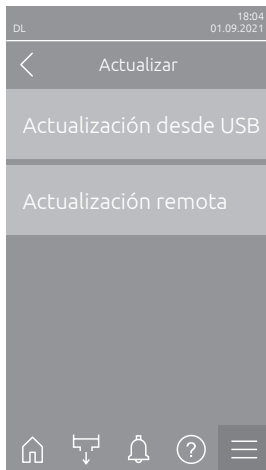 18:04
DL 01.09.2021
Actualizar
Actualización desde USB
Actualización remota
?